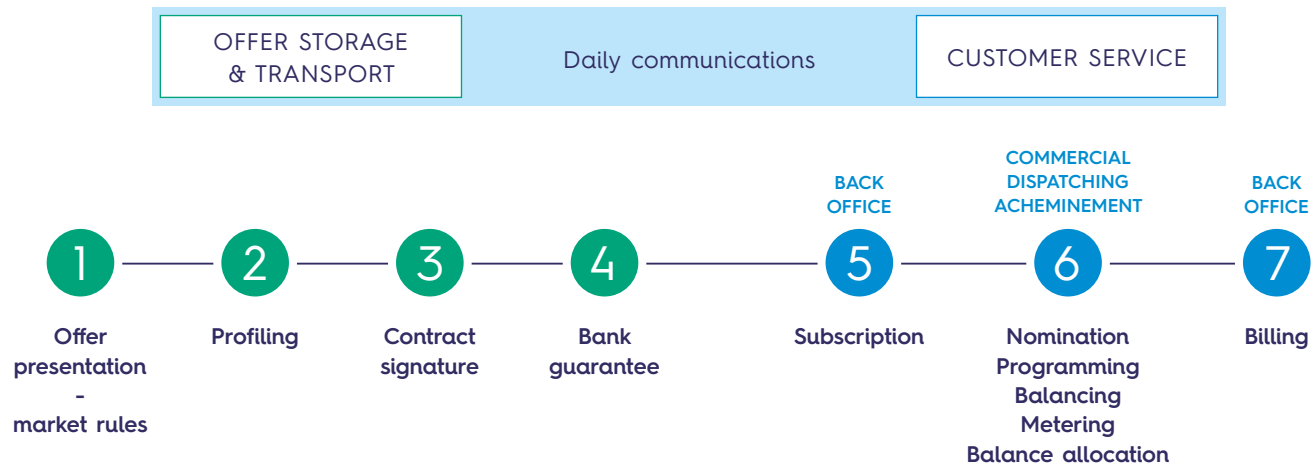 OFFER STORAGE
& TRANSPORT
Daily communications
CUSTOMER SERVICE
BACK
OFFICE
COMMERCIAL
DISPATCHING
ACHEMINEMENT
BACK
OFFICE
1
2
3
4
5
6
7
Offer
presentation
-
market rules
Profiling
Contract
signature
Bank
guarantee
Subscription
Nomination
Programming
Balancing
Metering
Balance allocation
Billing